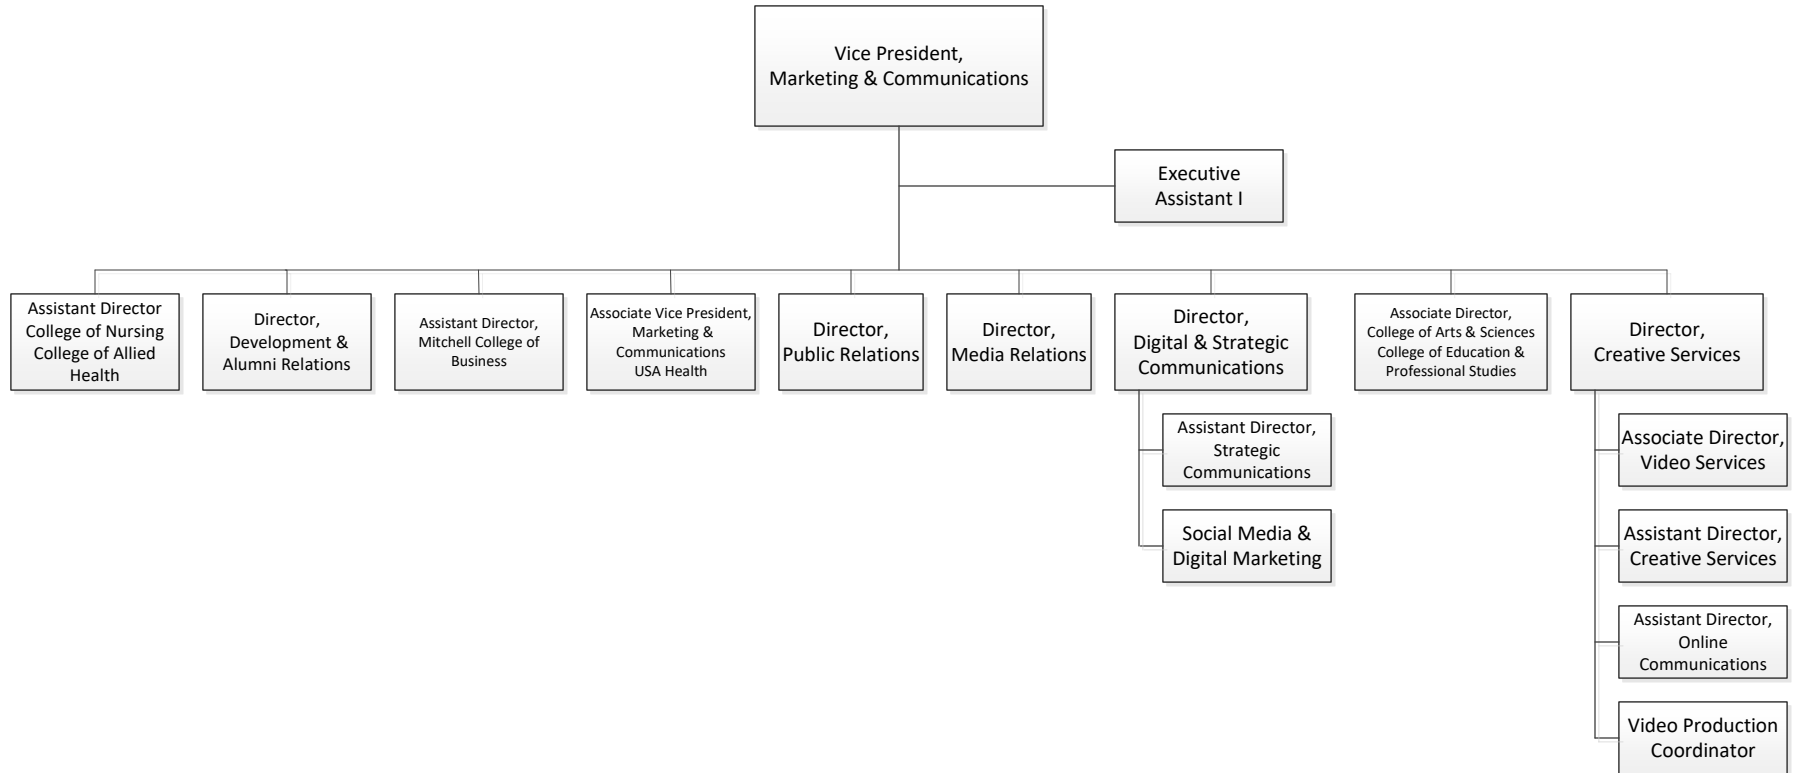 Vice President,
Marketing & Communications
Executive
Assistant I
Assistant Director
College of Nursing
College of Allied
Health
Director,
Development &
Alumni Relations
Assistant Director,
Mitchell College of
Business
Associate Vice President,
Marketing &
Communications
USA Health
Director,
Public Relations
Director,
Media Relations
Director,
Digital & Strategic
Communications
Associate Director,
College of Arts & Sciences
College of Education &
Professional Studies
Director,
Creative Services
Assistant Director,
Strategic
Communications
Social Media &
Digital Marketing
Associate Director,
Video Services
Assistant Director,
Creative Services
Assistant Director,
Online
Communications
Video Production
Coordinator